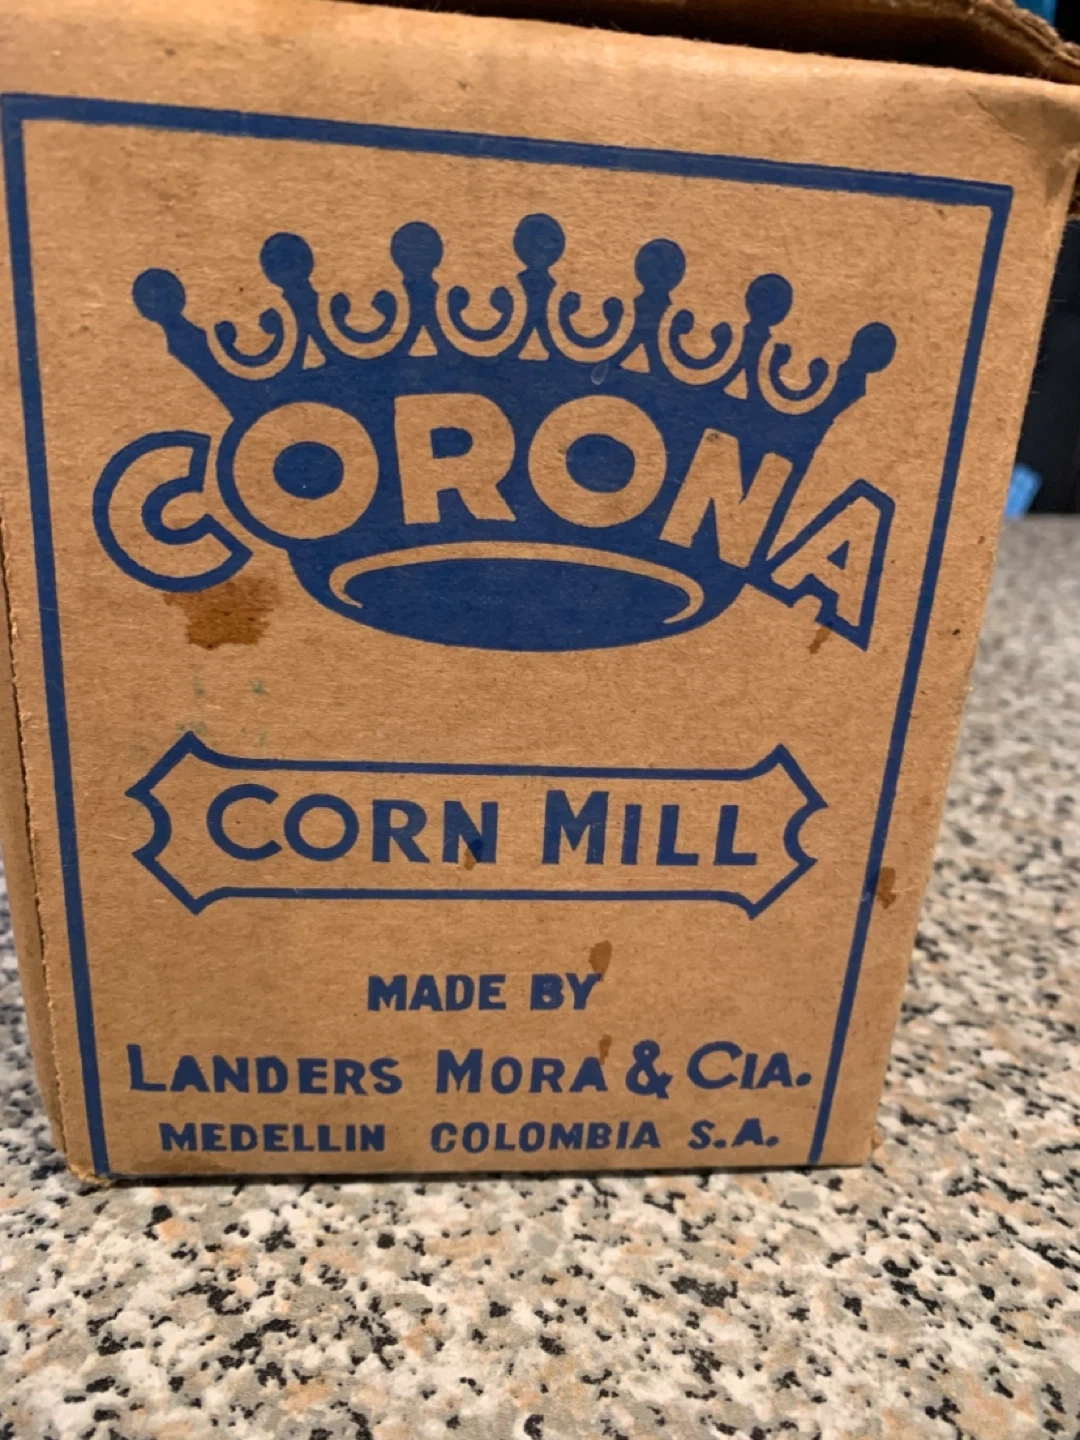 CORONA
CORN MILL
MADE BY
LANDERS MORA & CIA.
MEDELLIN COLOMBIA S.A.